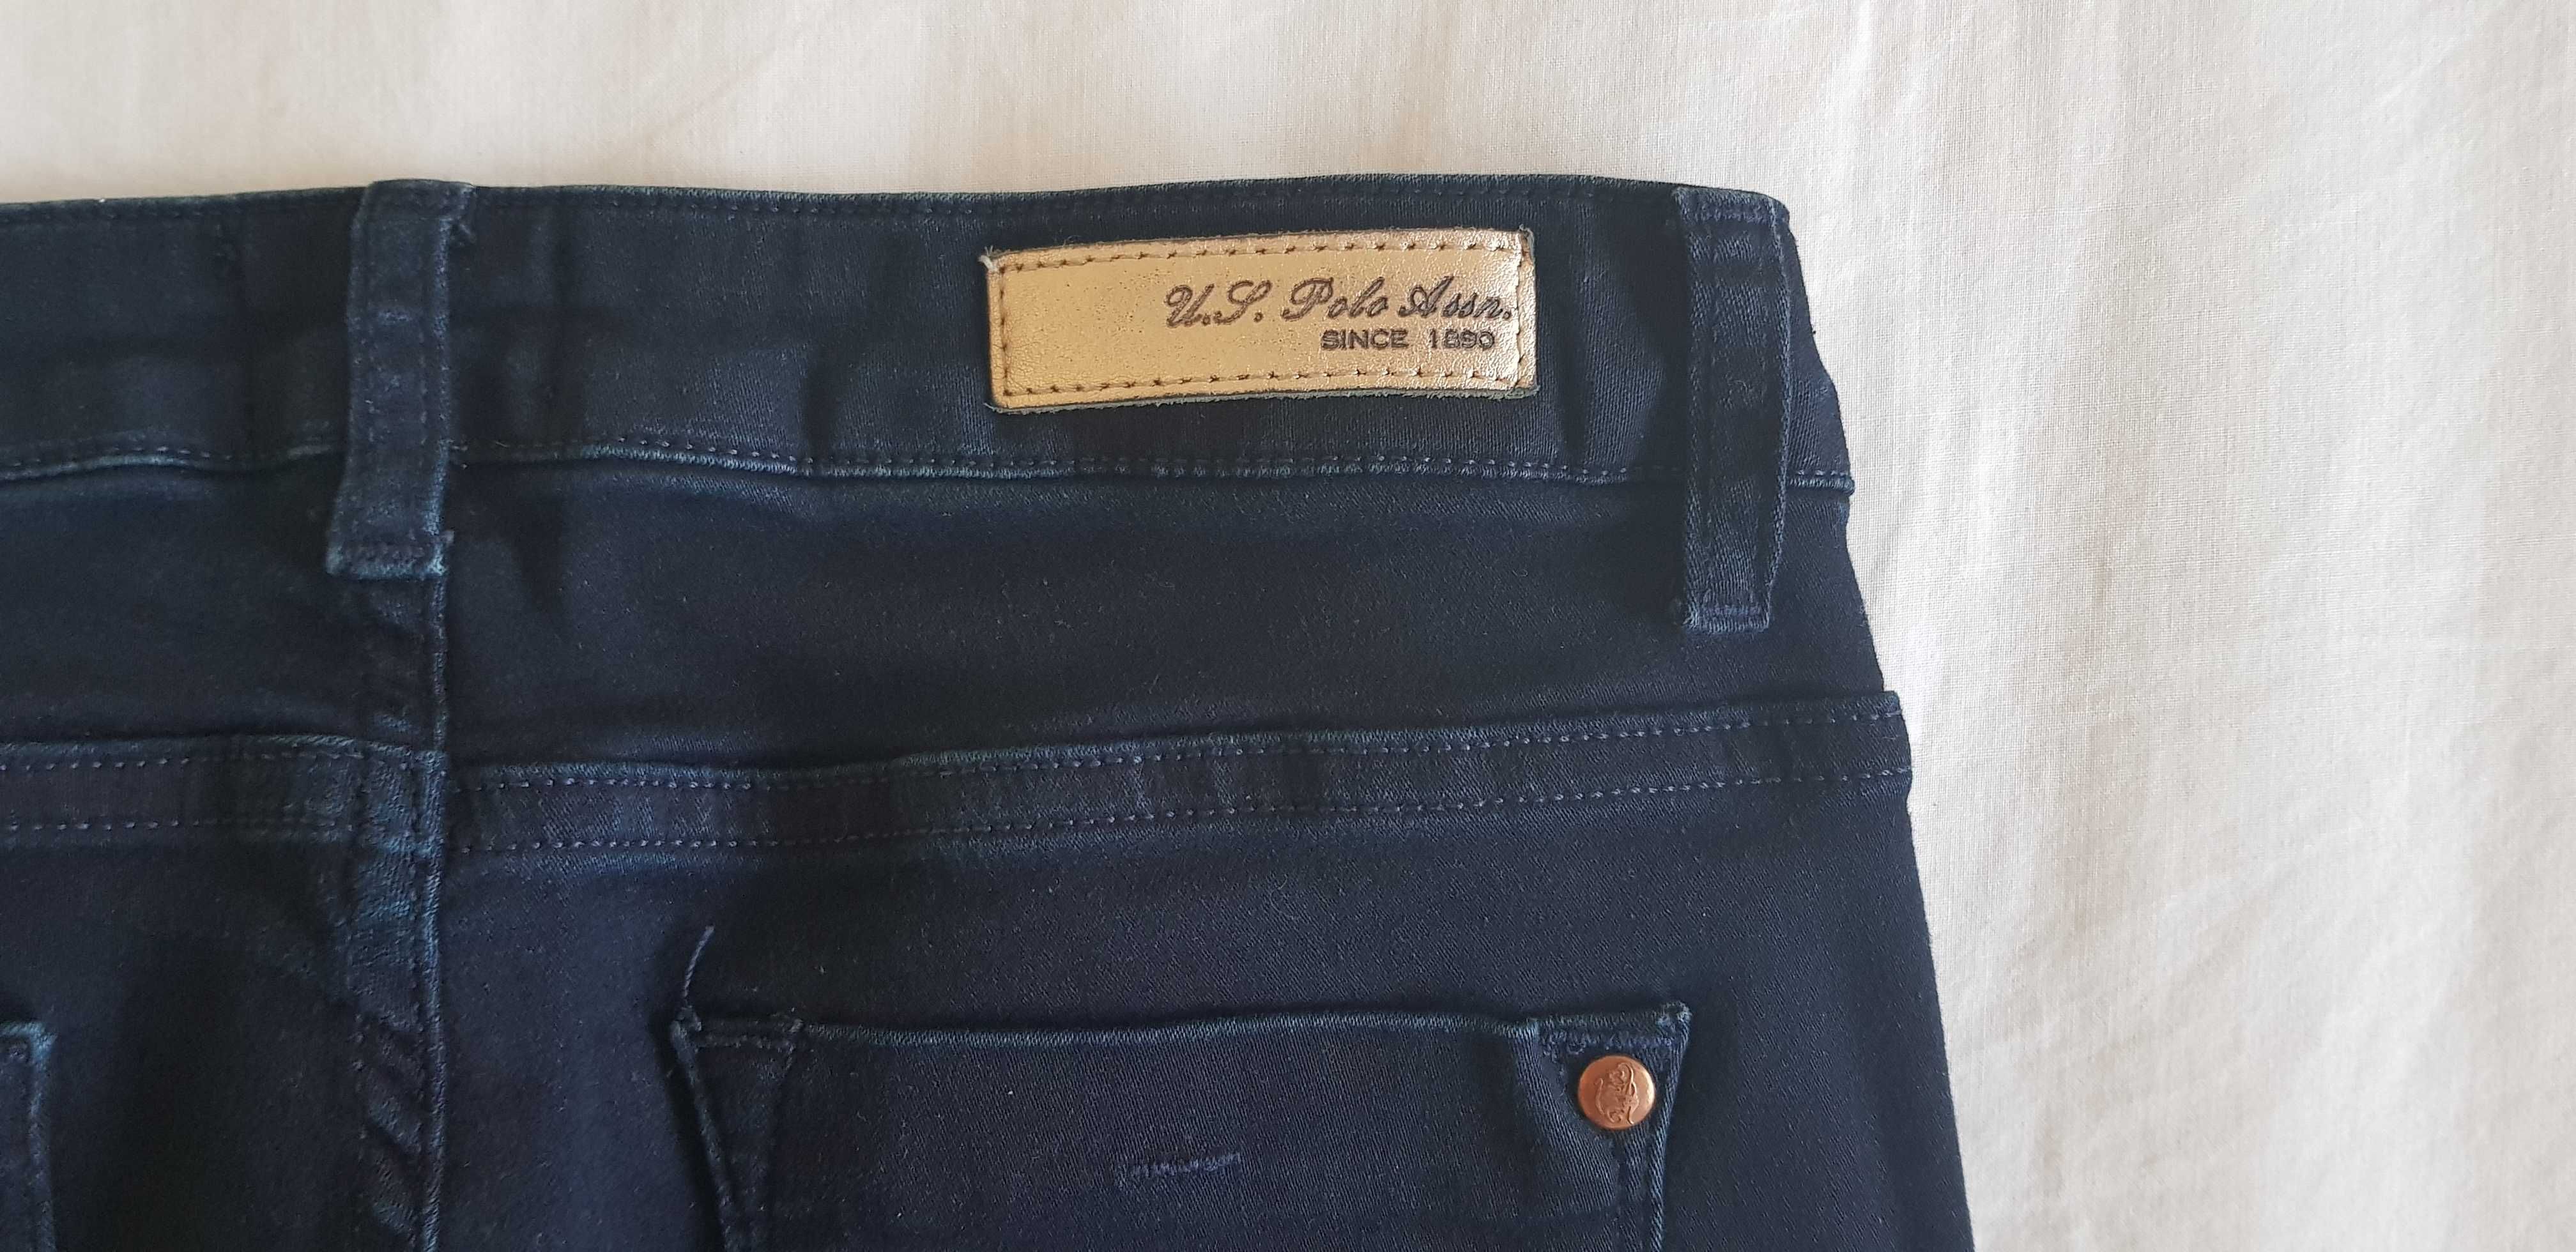 U.S. Polo Assn.
SINCE 1890